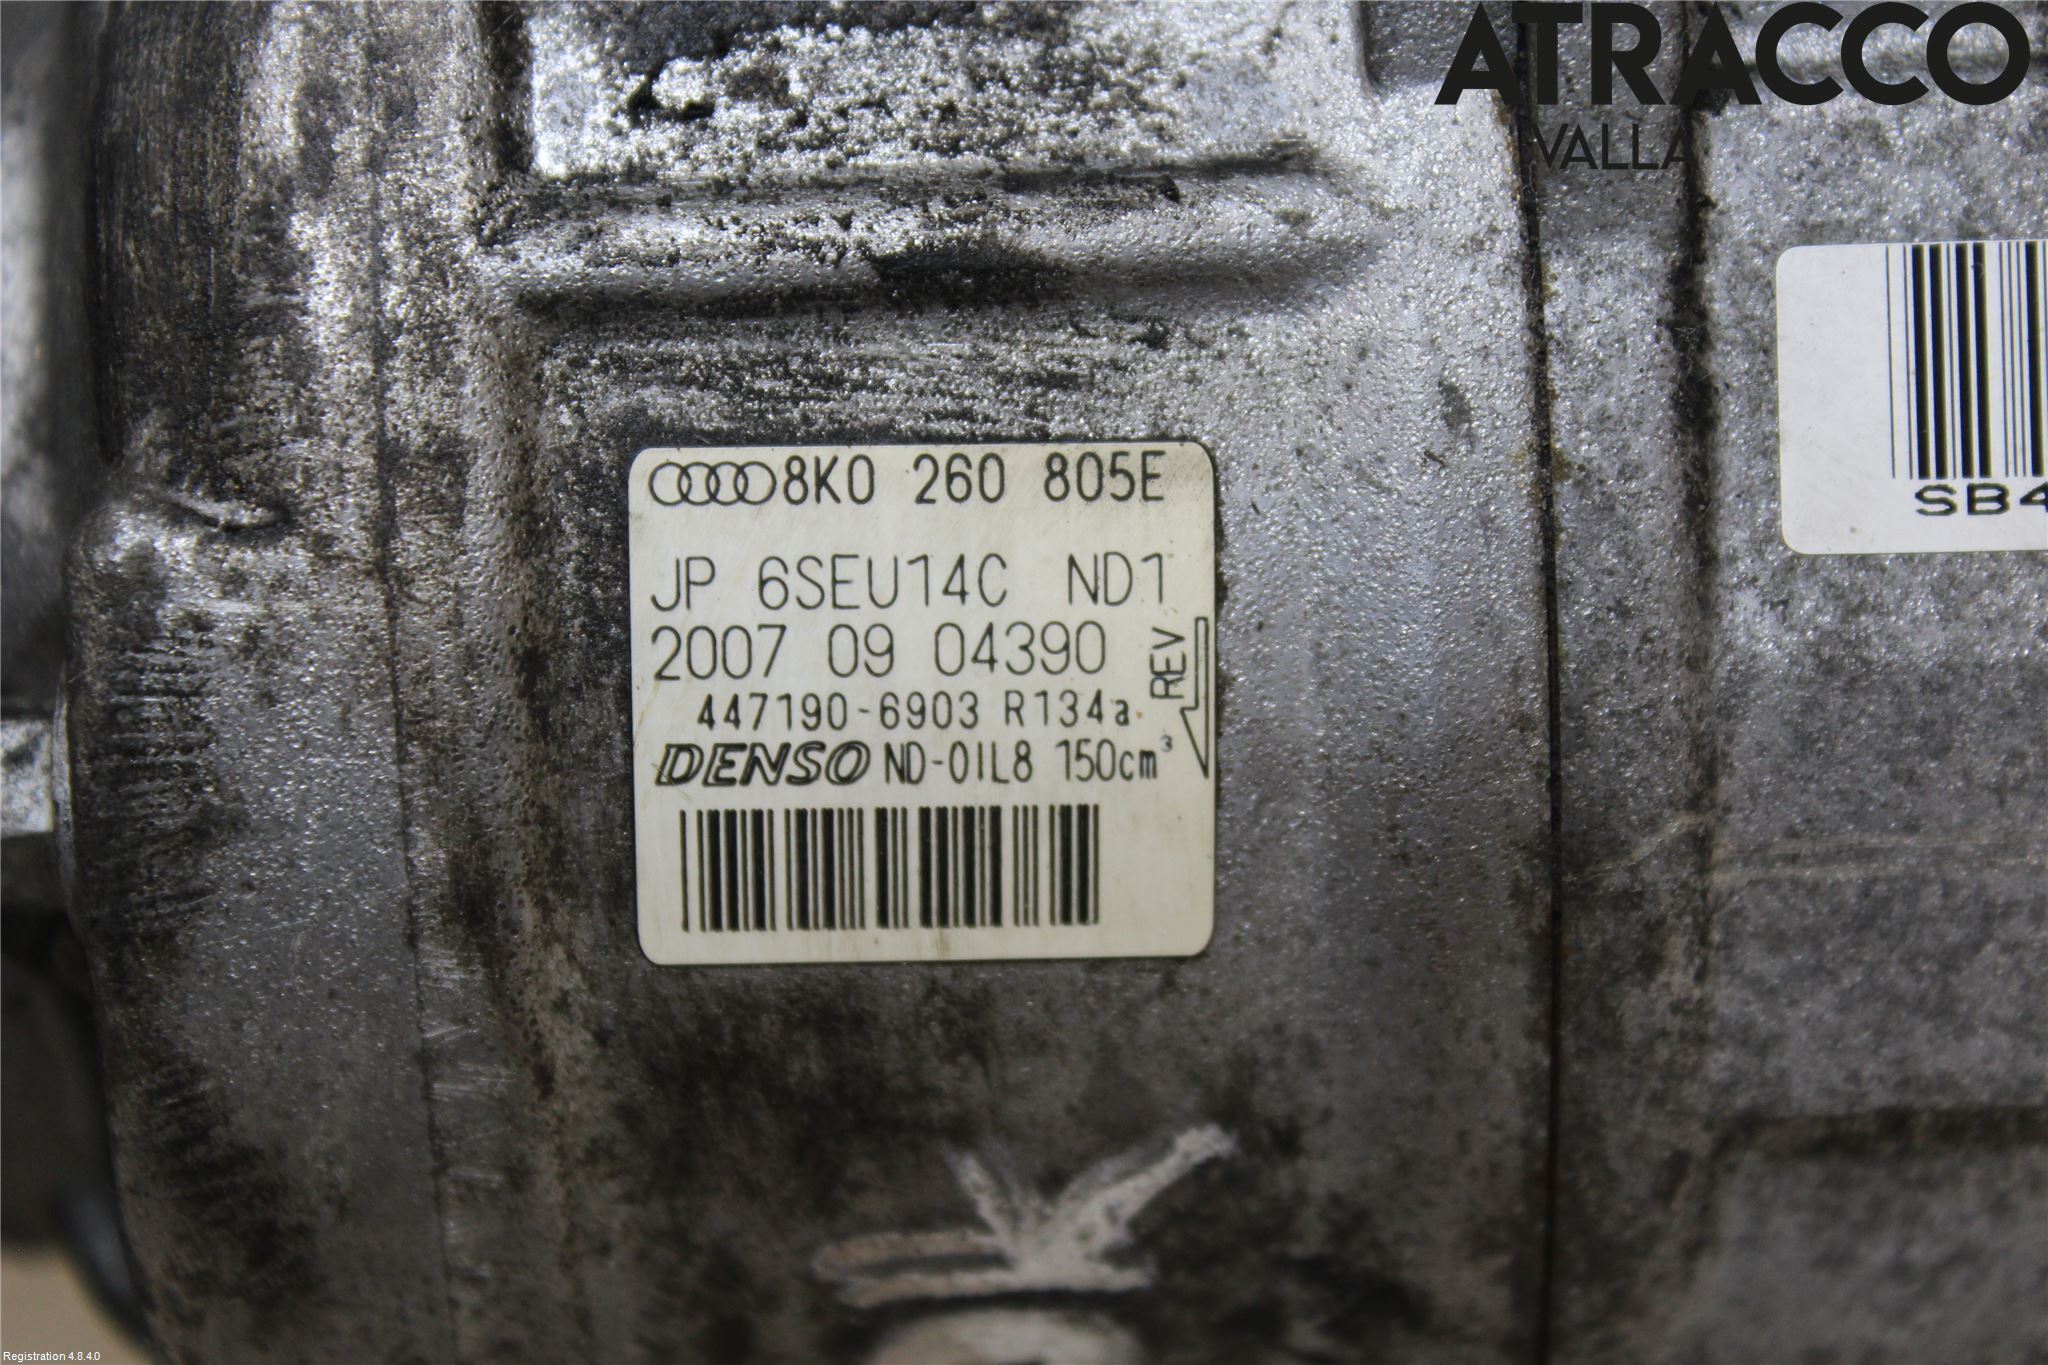 ATRACCO
VALLA
8K0 260 805E
JP 6SEU14C ND1
2007 09 04390
REV
447190-6903 R134a
DENSO ND-OIL8 150cm³
SB4
Registration 4.8.4.0